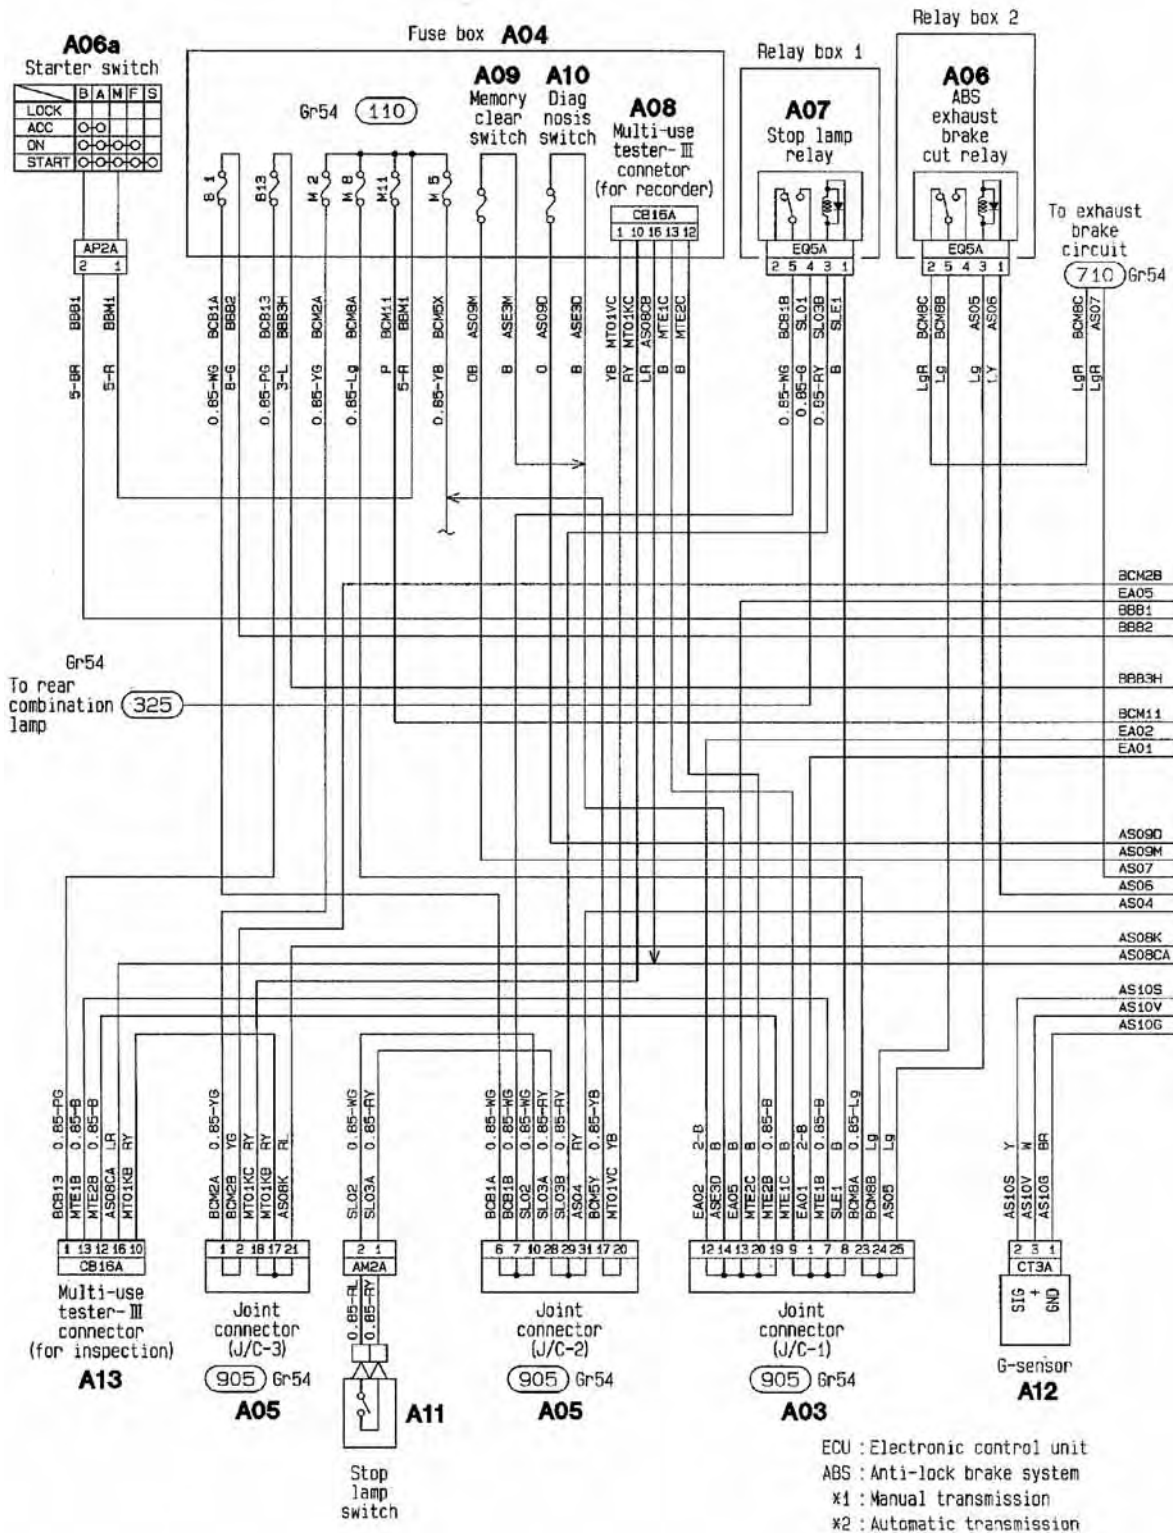 A06a
Starter switch
B A M F S
LOCK
ACC
ON
START
AP2A
2 1
BBB1
BBM1
5-BR
5-R
Fuse box A04
Gr54 110
A09
Memory
clear
switch
A10
Diag
nosis
switch
A08
Multi-use
tester-III
connetor
(for recorder)
CB16A
1 10 16 13 12
B 1
B13
M 2
M 8
M11
M 5
BCB1A
BBB2
BCB13
BBB3H
BCM2A
BCM8A
BCM11
BBM1
BCM5X
AS09M
ASE3M
AS09D
ASE3D
MT01VC
MT01KC
AS08CB
MTE1C
MTE2C
0.85-WG
8-G
0.85-PG
3-L
0.85-YG
0.85-Lg
P
5-R
0.85-YB
OB
B
O
B
YB
RY
LR
B
B
Relay box 1
A07
Stop lamp
relay
EQ5A
2 5 4 3 1
BCB1B
SL01
SL03B
SLE1
0.85-WG
0.85-G
0.85-RY
B
Relay box 2
A06
ABS
exhaust
brake
cut relay
EQ5A
2 5 4 3 1
BCM8C
BCM8B
AS05
AS06
LgR
Lg
Lg
LY
To exhaust
brake
circuit
710 Gr54
BCM8C
AS07
LgR
LgR
BCM2B
EA05
BBB1
BBB2
BBB3H
BCM11
EA02
EA01
AS09D
AS09M
AS07
AS06
AS04
AS08K
AS08CA
AS10S
AS10V
AS10G
Gr54
To rear
combination
lamp
325
BCB13 0.85-PG
MTE1B 0.85-B
MTE2B 0.85-B
AS08CA LR
MT01KB RY
1 13 12 16 10
CB16A
Multi-use
tester-III
connector
(for inspection)
A13
BCM2A 0.85-YG
BCM2B YG
MT01KC RY
MT01KB RY
AS08K RL
1 2 18 17 21
Joint
connector
(J/C-3)
905 Gr54
A05
SL02 0.85-WG
SL03A 0.85-RY
2 1
AM2A
0.85-RL
0.85-RY
A11
Stop
lamp
switch
BCB1A 0.85-WG
BCB1B 0.85-WG
SL02 0.85-WG
SL03A 0.85-RY
SL03B 0.85-RY
AS04 RY
BCM5Y 0.85-YB
MT01VC YB
6 7 10 28 29 31 17 20
Joint
connector
(J/C-2)
905 Gr54
A05
EA02 2-B
ASE3D B
EA05 B
MTE2C B
MTE2B 0.85-B
MTE1C B
EA01 2-B
MTE1B 0.85-B
SLE1 B
BCM8A 0.85-Lg
BCM8B Lg
AS05 Lg
12 14 13 20 19 9 1 7 8 23 24 25
Joint
connector
(J/C-1)
905 Gr54
A03
AS10S Y
AS10V W
AS10G BR
2 3 1
CT3A
SIG + GND
G-sensor
A12
ECU : Electronic control unit
ABS : Anti-lock brake system
*1 : Manual transmission
*2 : Automatic transmission